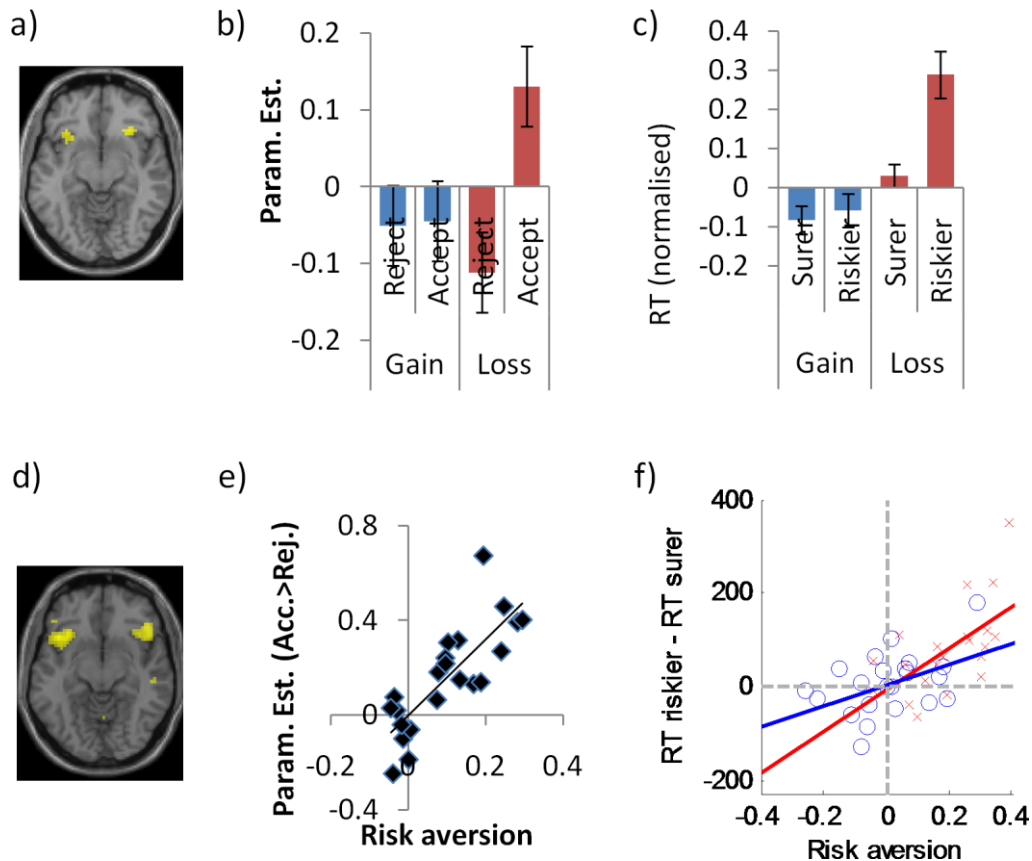 a)
b)
Param. Est.
0.2
0.1
0
-0.1
-0.2
Reject
Accept
Reject
Accept
Gain
Loss
c)
RT (normalised)
0.4
0.3
0.2
0.1
0
-0.1
-0.2
Surer
Riskier
Surer
Riskier
Gain
Loss
d)
e)
Param. Est. (Acc.>Rej.)
0.8
0.4
0
-0.4
-0.2
0
0.2
0.4
Risk aversion
f)
RT riskier - RT surer
400
200
0
-200
-0.4
-0.2
0
0.2
0.4
Risk aversion